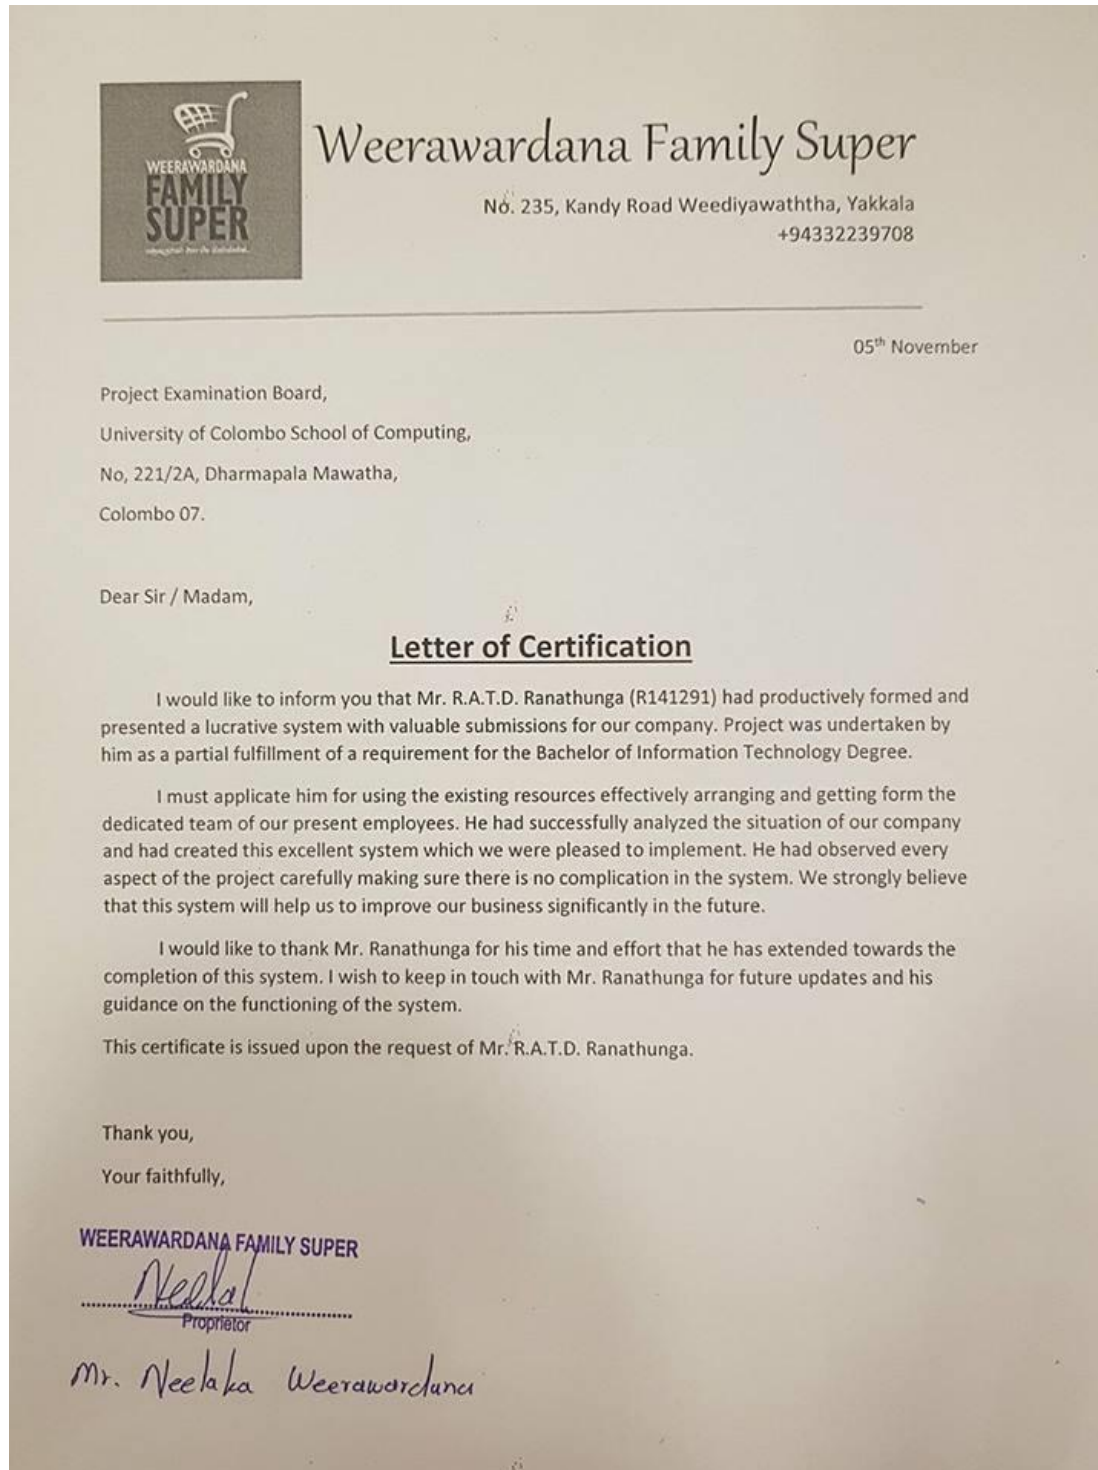 WEERAWARDANA
FAMILY
SUPER
Weerawardana Family Super
No. 235, Kandy Road Weediyawaththa, Yakkala
+94332239708
05th November
Project Examination Board,
University of Colombo School of Computing,
No, 221/2A, Dharmapala Mawatha,
Colombo 07.
Dear Sir / Madam,
Letter of Certification
I would like to inform you that Mr. R.A.T.D. Ranathunga (R141291) had productively formed and
presented a lucrative system with valuable submissions for our company. Project was undertaken by
him as a partial fulfillment of a requirement for the Bachelor of Information Technology Degree.
I must applicate him for using the existing resources effectively arranging and getting form the
dedicated team of our present employees. He had successfully analyzed the situation of our company
and had created this excellent system which we were pleased to implement. He had observed every
aspect of the project carefully making sure there is no complication in the system. We strongly believe
that this system will help us to improve our business significantly in the future.
I would like to thank Mr. Ranathunga for his time and effort that he has extended towards the
completion of this system. I wish to keep in touch with Mr. Ranathunga for future updates and his
guidance on the functioning of the system.
This certificate is issued upon the request of Mr. R.A.T.D. Ranathunga.
Thank you,
Your faithfully,
WEERAWARDANA FAMILY SUPER
Proprietor
Mr. Neelaka Weerawardana